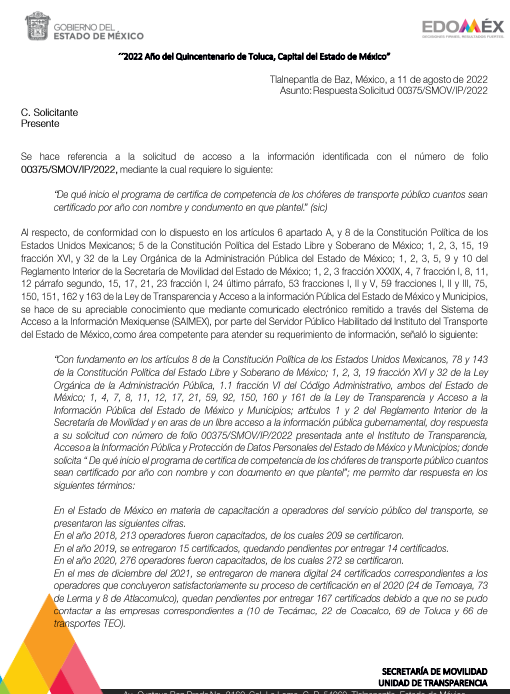 GOBIERNO DEL
ESTADO DE MÉXICO
EDOMÉX
DECISIONES FIRMES, RESULTADOS FUERTES.
“2022 Año del Quincentenario de Toluca, Capital del Estado de México”
Tlalnepantla de Baz, México, a 11 de agosto de 2022
Asunto: Respuesta Solicitud 00375/SMOV/IP/2022
C. Solicitante
Presente
Se hace referencia a la solicitud de acceso a la información identificada con el número de folio
00375/SMOV/IP/2022, mediante la cual requiere lo siguiente:
“De qué inicio el programa de certifica de competencia de los chóferes de transporte público cuantos sean
certificado por año con nombre y condumento en que plantel.” (sic)
Al respecto, de conformidad con lo dispuesto en los artículos 6 apartado A, y 8 de la Constitución Política de los
Estados Unidos Mexicanos; 5 de la Constitución Política del Estado Libre y Soberano de México; 1, 2, 3, 15, 19
fracción XVI, y 32 de la Ley Orgánica de la Administración Pública del Estado de México; 1, 2, 3, 5, 9 y 10 del
Reglamento Interior de la Secretaría de Movilidad del Estado de México; 1, 2, 3 fracción XXXIX, 4, 7 fracción I, 8, 11,
12 párrafo segundo, 15, 17, 21, 23 fracción I, 24 último párrafo, 53 fracciones I, II y V, 59 fracciones I, II y III, 75,
150, 151, 162 y 163 de la Ley de Transparencia y Acceso a la información Pública del Estado de México y Municipios,
se hace de su apreciable conocimiento que mediante comunicado electrónico remitido a través del Sistema de
Acceso a la Información Mexiquense (SAIMEX), por parte del Servidor Público Habilitado del Instituto del Transporte
del Estado de México, como área competente para atender su requerimiento de información, señaló lo siguiente:
“Con fundamento en los artículos 8 de la Constitución Política de los Estados Unidos Mexicanos, 78 y 143
de la Constitución Política del Estado Libre y Soberano de México; 1, 2, 3, 19 fracción XVI y 32 de la Ley
Orgánica de la Administración Pública, 1.1 fracción VI del Código Administrativo, ambos del Estado de
México; 1, 4, 7, 8, 11, 12, 17, 21, 59, 92, 150, 160 y 161 de la Ley de Transparencia y Acceso a la
Información Pública del Estado de México y Municipios; artbulos 1 y 2 del Reglamento Interior de la
Secretaría de Movilidad y en aras de un libre acceso a la información pública gubernamental, doy respuesta
a su solicitud con número de folio 00375/SMOV/IP/2022 presentada ante el Instituto de Transparencia,
Acceso a la Información Pública y Protección de Datos Personales del Estado de México y Municipios; donde
solicita “ De qué inicio el programa de certifica de competencia de los chóferes de transporte público cuantos
sean certificado por año con nombre y con documento en que plantel”; me permito dar respuesta en los
siguientes términos:
En el Estado de México en materia de capacitación a operadores del servicio público del transporte, se
presentaron las siguientes cifras.
En el año 2018, 213 operadores fueron capacitados, de los cuales 209 se certificaron.
En el año 2019, se entregaron 15 certificados, quedando pendientes por entregar 14 certificados.
En el año 2020, 276 operadores fueron capacitados, de los cuales 272 se certificaron.
En el mes de diciembre del 2021, se entregaron de manera digital 24 certificados correspondientes a los
operadores que concluyeron satisfactoriamente su proceso de certificación en el 2020 (24 de Temoaya, 73
de Lerma y 8 de Atlacomulco), quedan pendientes por entregar 167 certificados debido a que no se pudo
contactar a las empresas correspondientes a (10 de Tecámac, 22 de Coacalco, 69 de Toluca y 66 de
transportes TEO).
SECRETARÍA DE MOVILIDAD
UNIDAD DE TRANSPARENCIA